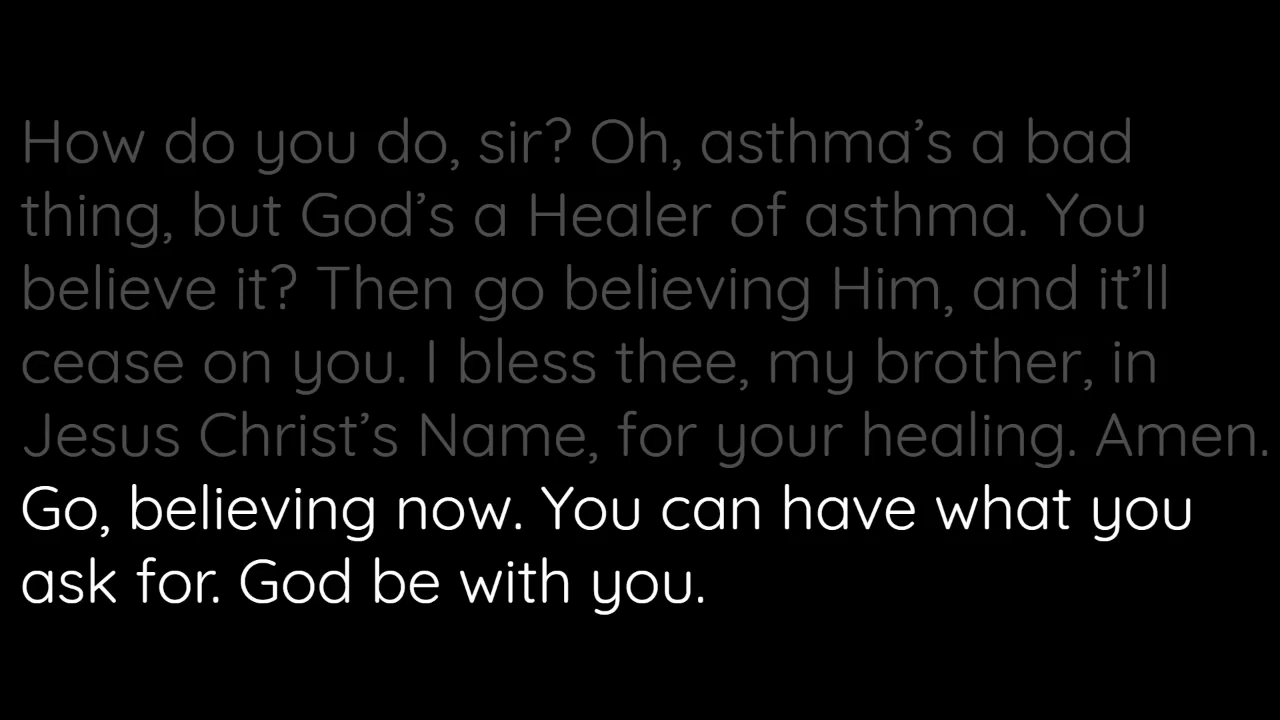 How do you do, sir? Oh, asthma’s a bad
thing, but God’s a Healer of asthma. You
believe it? Then go believing Him, and it’ll
cease on you. I bless thee, my brother, in
Jesus Christ’s Name, for your healing. Amen.
Go, believing now. You can have what you
ask for. God be with you.